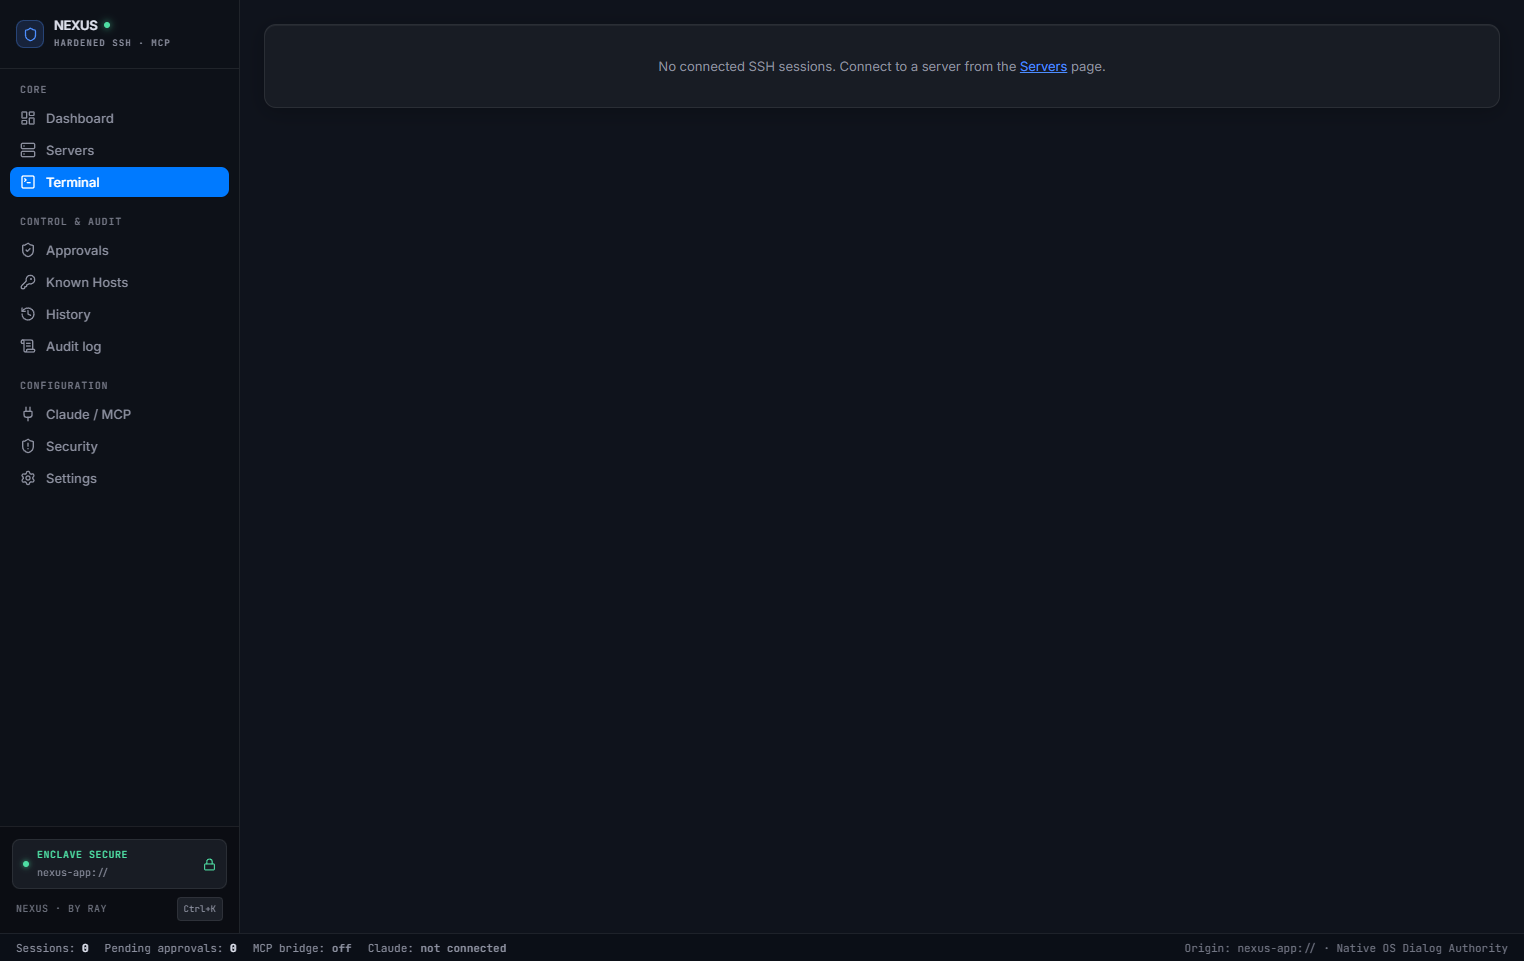 NEXUS
HARDENED SSH · MCP
CORE
Dashboard
Servers
Terminal
CONTROL & AUDIT
Approvals
Known Hosts
History
Audit log
CONFIGURATION
Claude / MCP
Security
Settings
ENCLAVE SECURE
nexus-app://
NEXUS · BY RAY
Ctrl+K
No connected SSH sessions. Connect to a server from the Servers page.
Sessions: 0 Pending approvals: 0 MCP bridge: off Claude: not connected
Origin: nexus-app:// · Native OS Dialog Authority